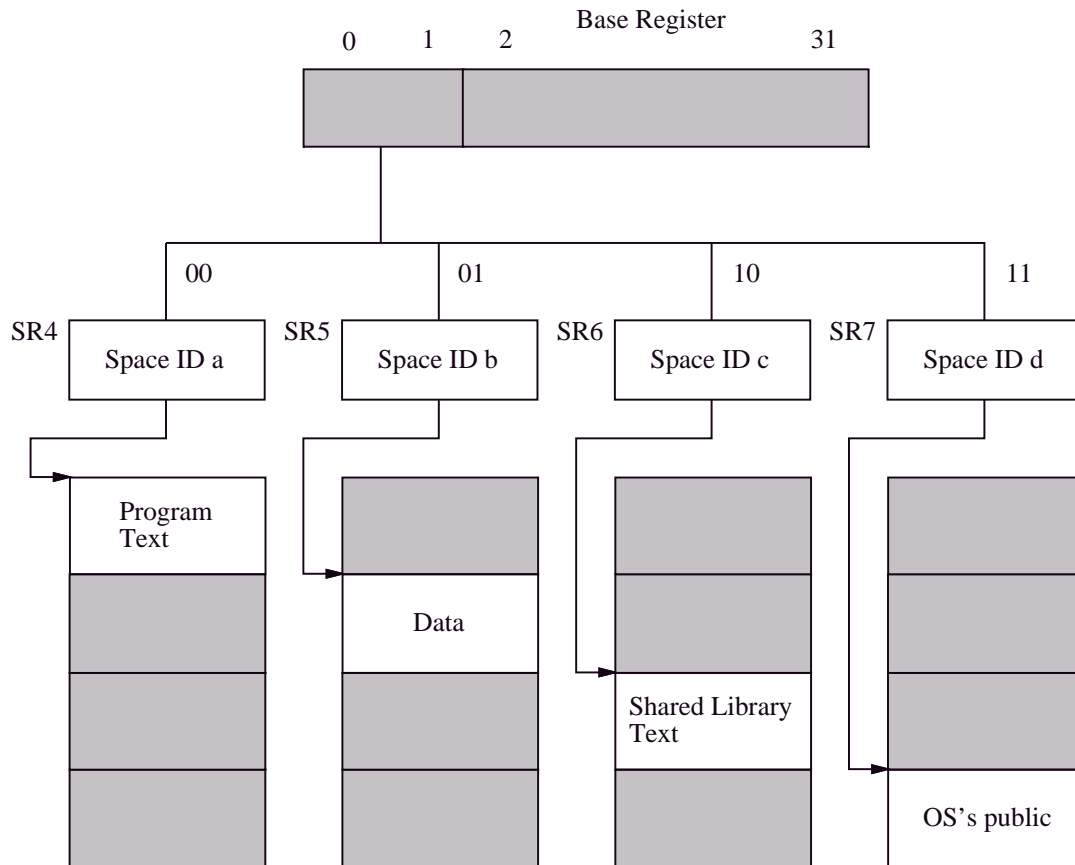 Base Register
0 1 2 31
00 01 10 11
SR4 SR5 SR6 SR7
Space ID a Space ID b Space ID c Space ID d
Program
Text
Data
Shared Library
Text
OS’s public